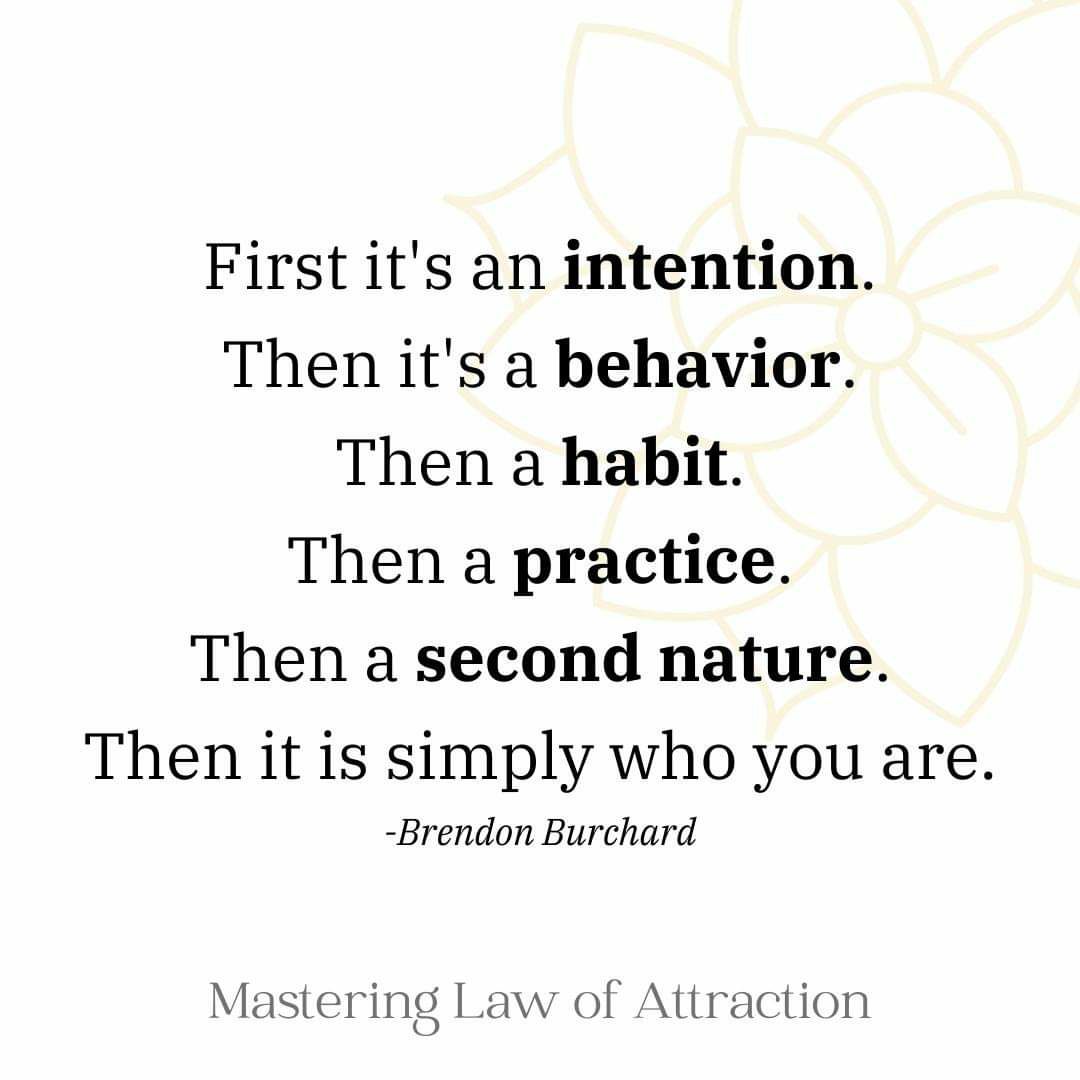 First it's an intention.
Then it's a behavior.
Then a habit.
Then a practice.
Then a second nature.
Then it is simply who you are.
-Brendon Burchard
Mastering Law of Attraction